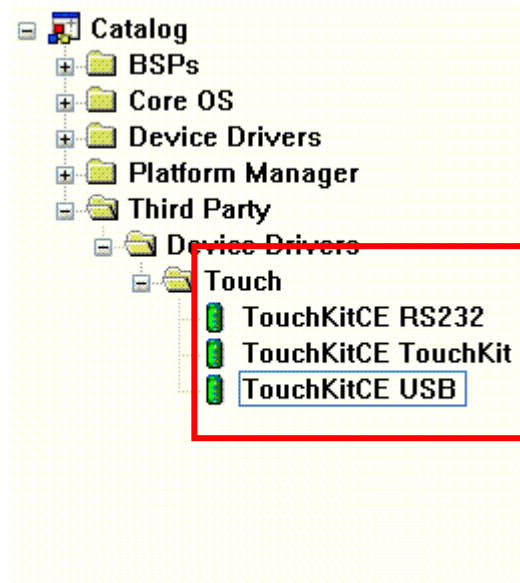 Catalog
BSPs
Core OS
Device Drivers
Platform Manager
Third Party
Device Drivers
Touch
TouchKitCE RS232
TouchKitCE TouchKit
TouchKitCE USB